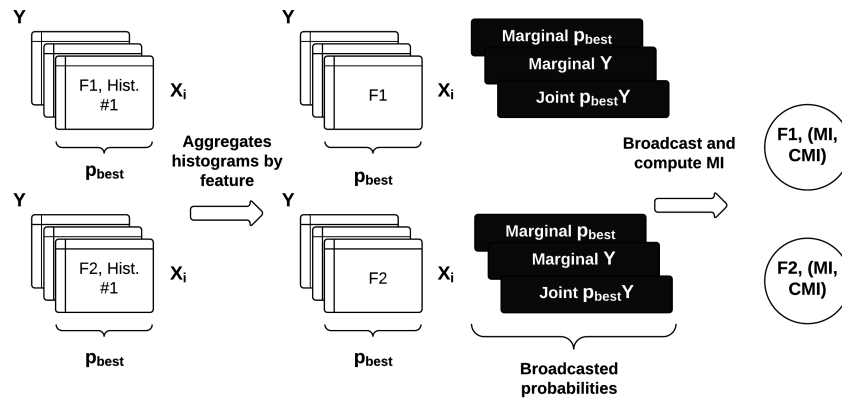 Y
F1, Hist.
#1
Xi
pbest
Aggregates
histograms by
feature
Y
F1
Xi
pbest
Marginal pbest
Marginal Y
Joint pbestY
Broadcast and
compute MI
F1, (MI,
CMI)
Y
F2, Hist.
#1
Xi
pbest
Y
F2
Xi
pbest
Marginal pbest
Marginal Y
Joint pbestY
Broadcasted
probabilities
F2, (MI,
CMI)